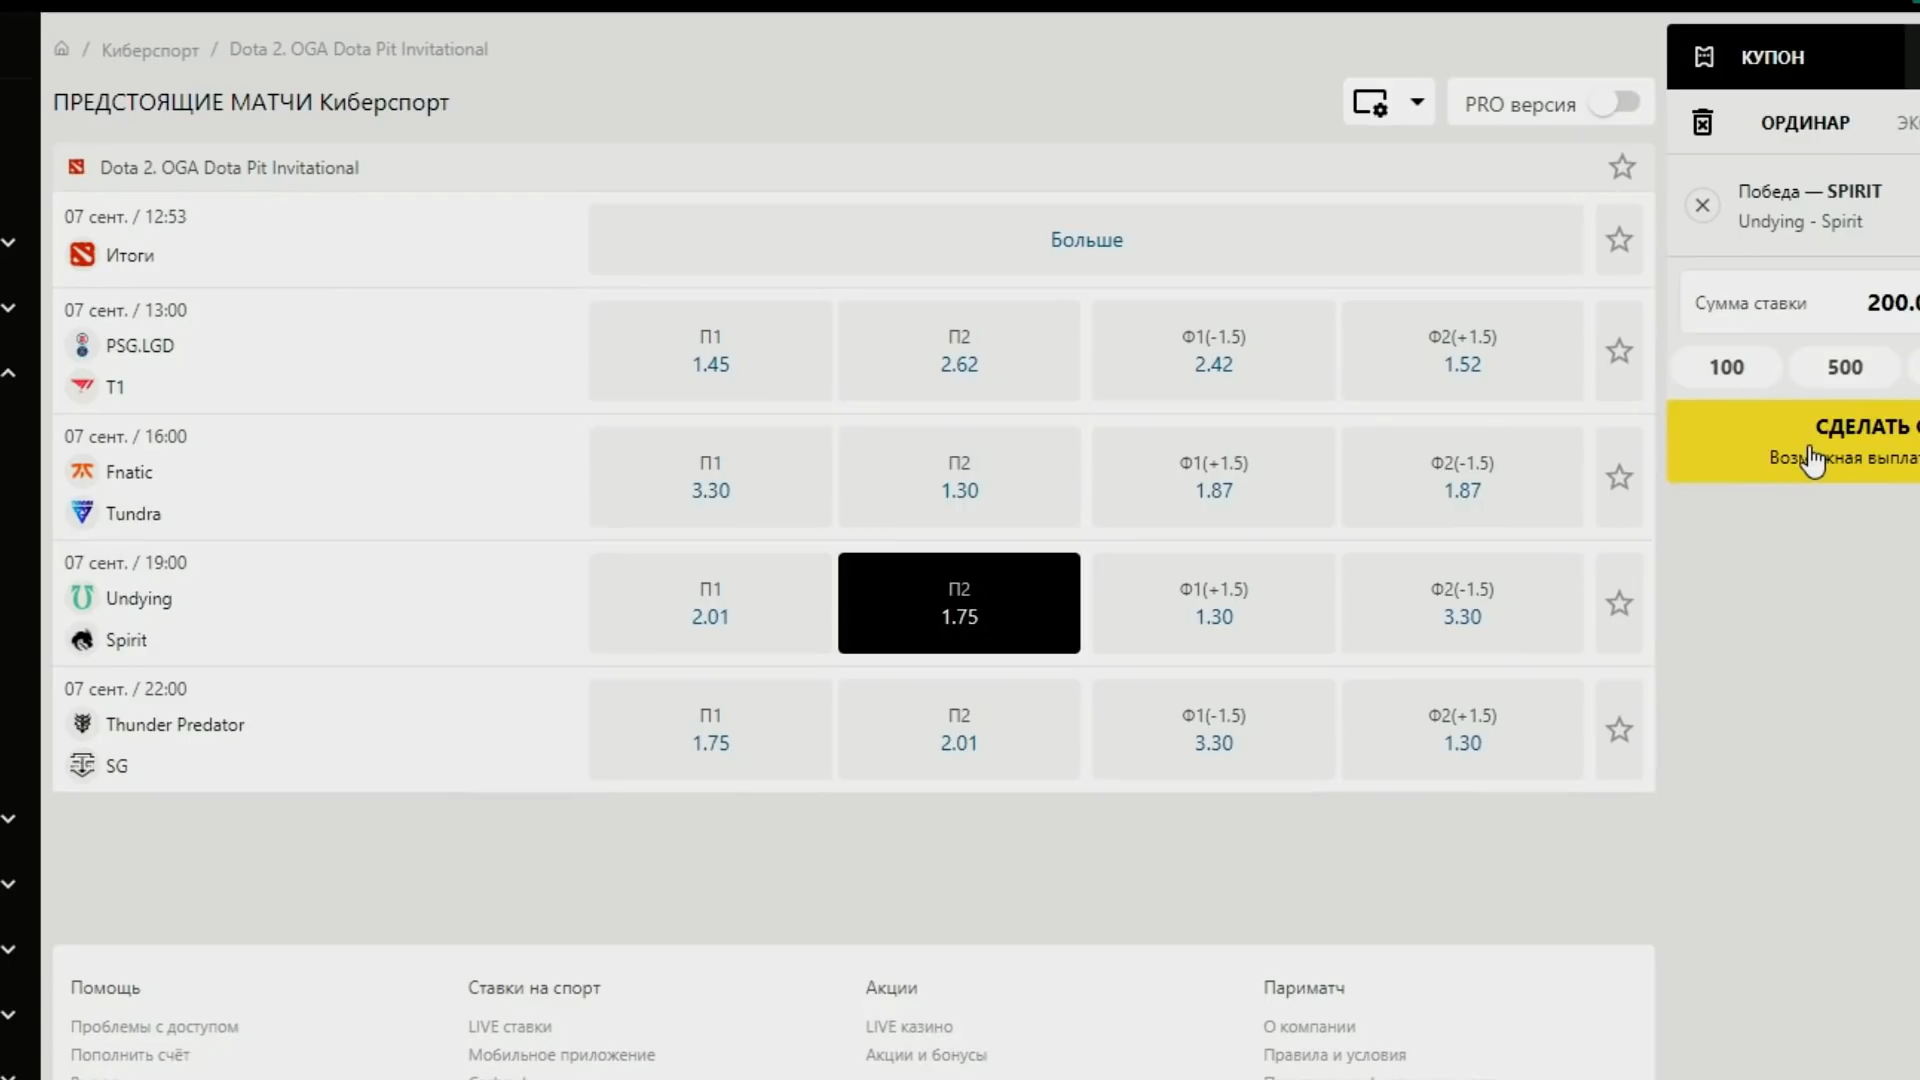 / Киберспорт / Dota 2. OGA Dota Pit Invitational
ПРЕДСТОЯЩИЕ МАТЧИ Киберспорт
PRO версия
Dota 2. OGA Dota Pit Invitational
07 сент. / 12:53
Итоги
Больше
07 сент. / 13:00
PSG.LGD
T1
П1
1.45
П2
2.62
Ф1(-1.5)
2.42
Ф2(+1.5)
1.52
07 сент. / 16:00
Fnatic
Tundra
П1
3.30
П2
1.30
Ф1(+1.5)
1.87
Ф2(-1.5)
1.87
07 сент. / 19:00
Undying
Spirit
П1
2.01
П2
1.75
Ф1(+1.5)
1.30
Ф2(-1.5)
3.30
07 сент. / 22:00
Thunder Predator
SG
П1
1.75
П2
2.01
Ф1(-1.5)
3.30
Ф2(+1.5)
1.30
КУПОН
ОРДИНАР
Победа — SPIRIT
Undying - Spirit
Сумма ставки 200.
100 500
СДЕЛАТЬ
Помощь
Проблемы с доступом
Пополнить счёт
Ставки на спорт
LIVE ставки
Мобильное приложение
Акции
LIVE казино
Акции и бонусы
Париматч
О компании
Правила и условия